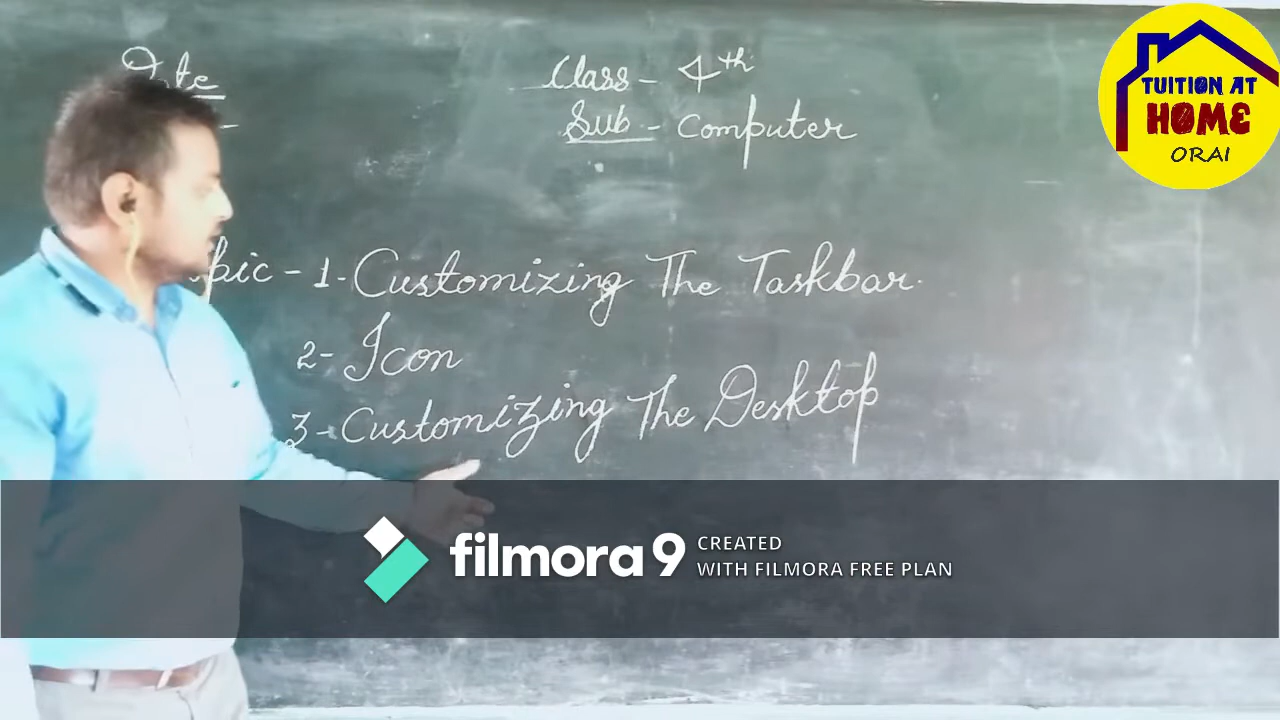 Date
Class - 4th
Sub - Computer
TUITION AT
HOME
ORAI
1- Customizing The Taskbar.
2- Icon
3- Customizing The Desktop
filmora 9
CREATED
WITH FILMORA FREE PLAN